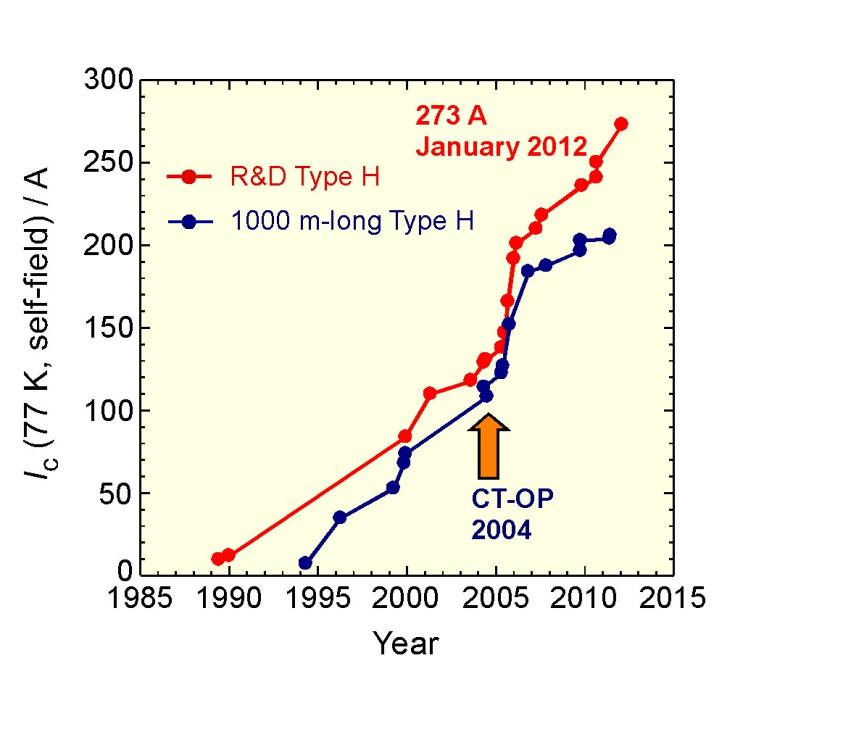 300
250
200
150
100
50
0
I_c (77 K, self-field) / A
273 A
January 2012
R&D Type H
1000 m-long Type H
CT-OP
2004
1985 1990 1995 2000 2005 2010 2015
Year